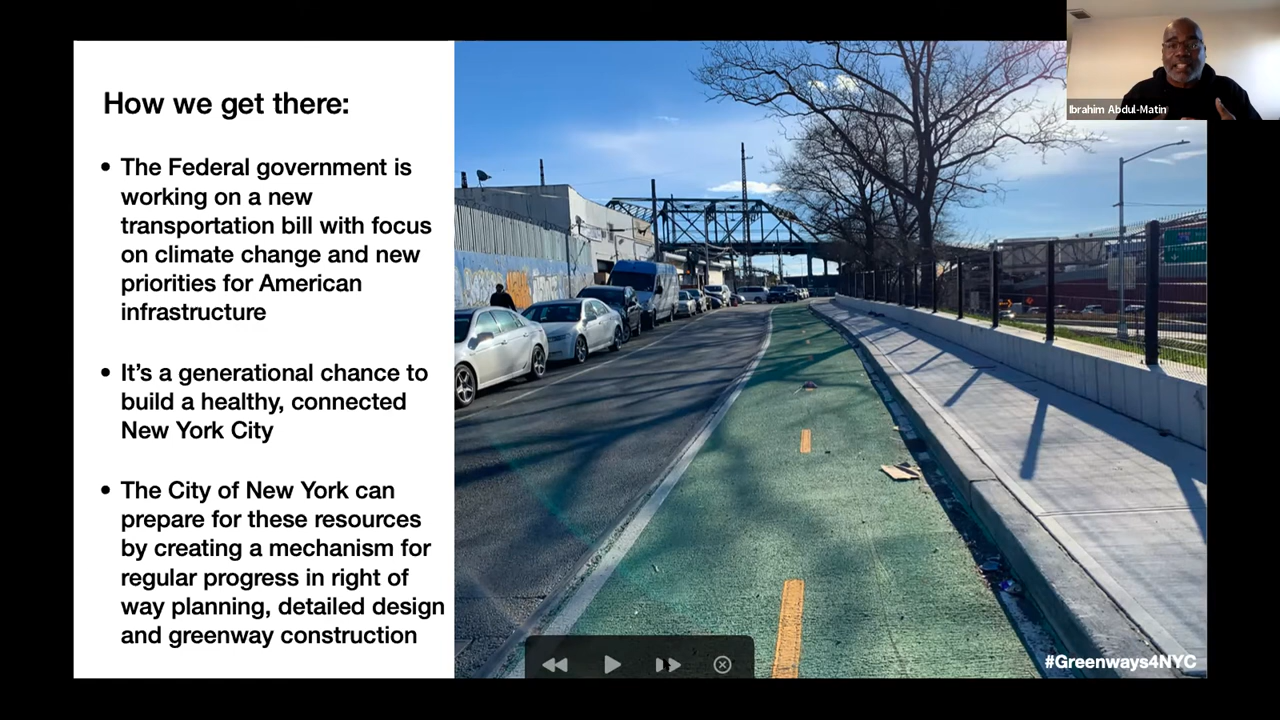 Ibrahim Abdul-Matin
How we get there:
• The Federal government is
working on a new
transportation bill with focus
on climate change and new
priorities for American
infrastructure
• It’s a generational chance to
build a healthy, connected
New York City
• The City of New York can
prepare for these resources
by creating a mechanism for
regular progress in right of
way planning, detailed design
and greenway construction
#Greenways4NYC